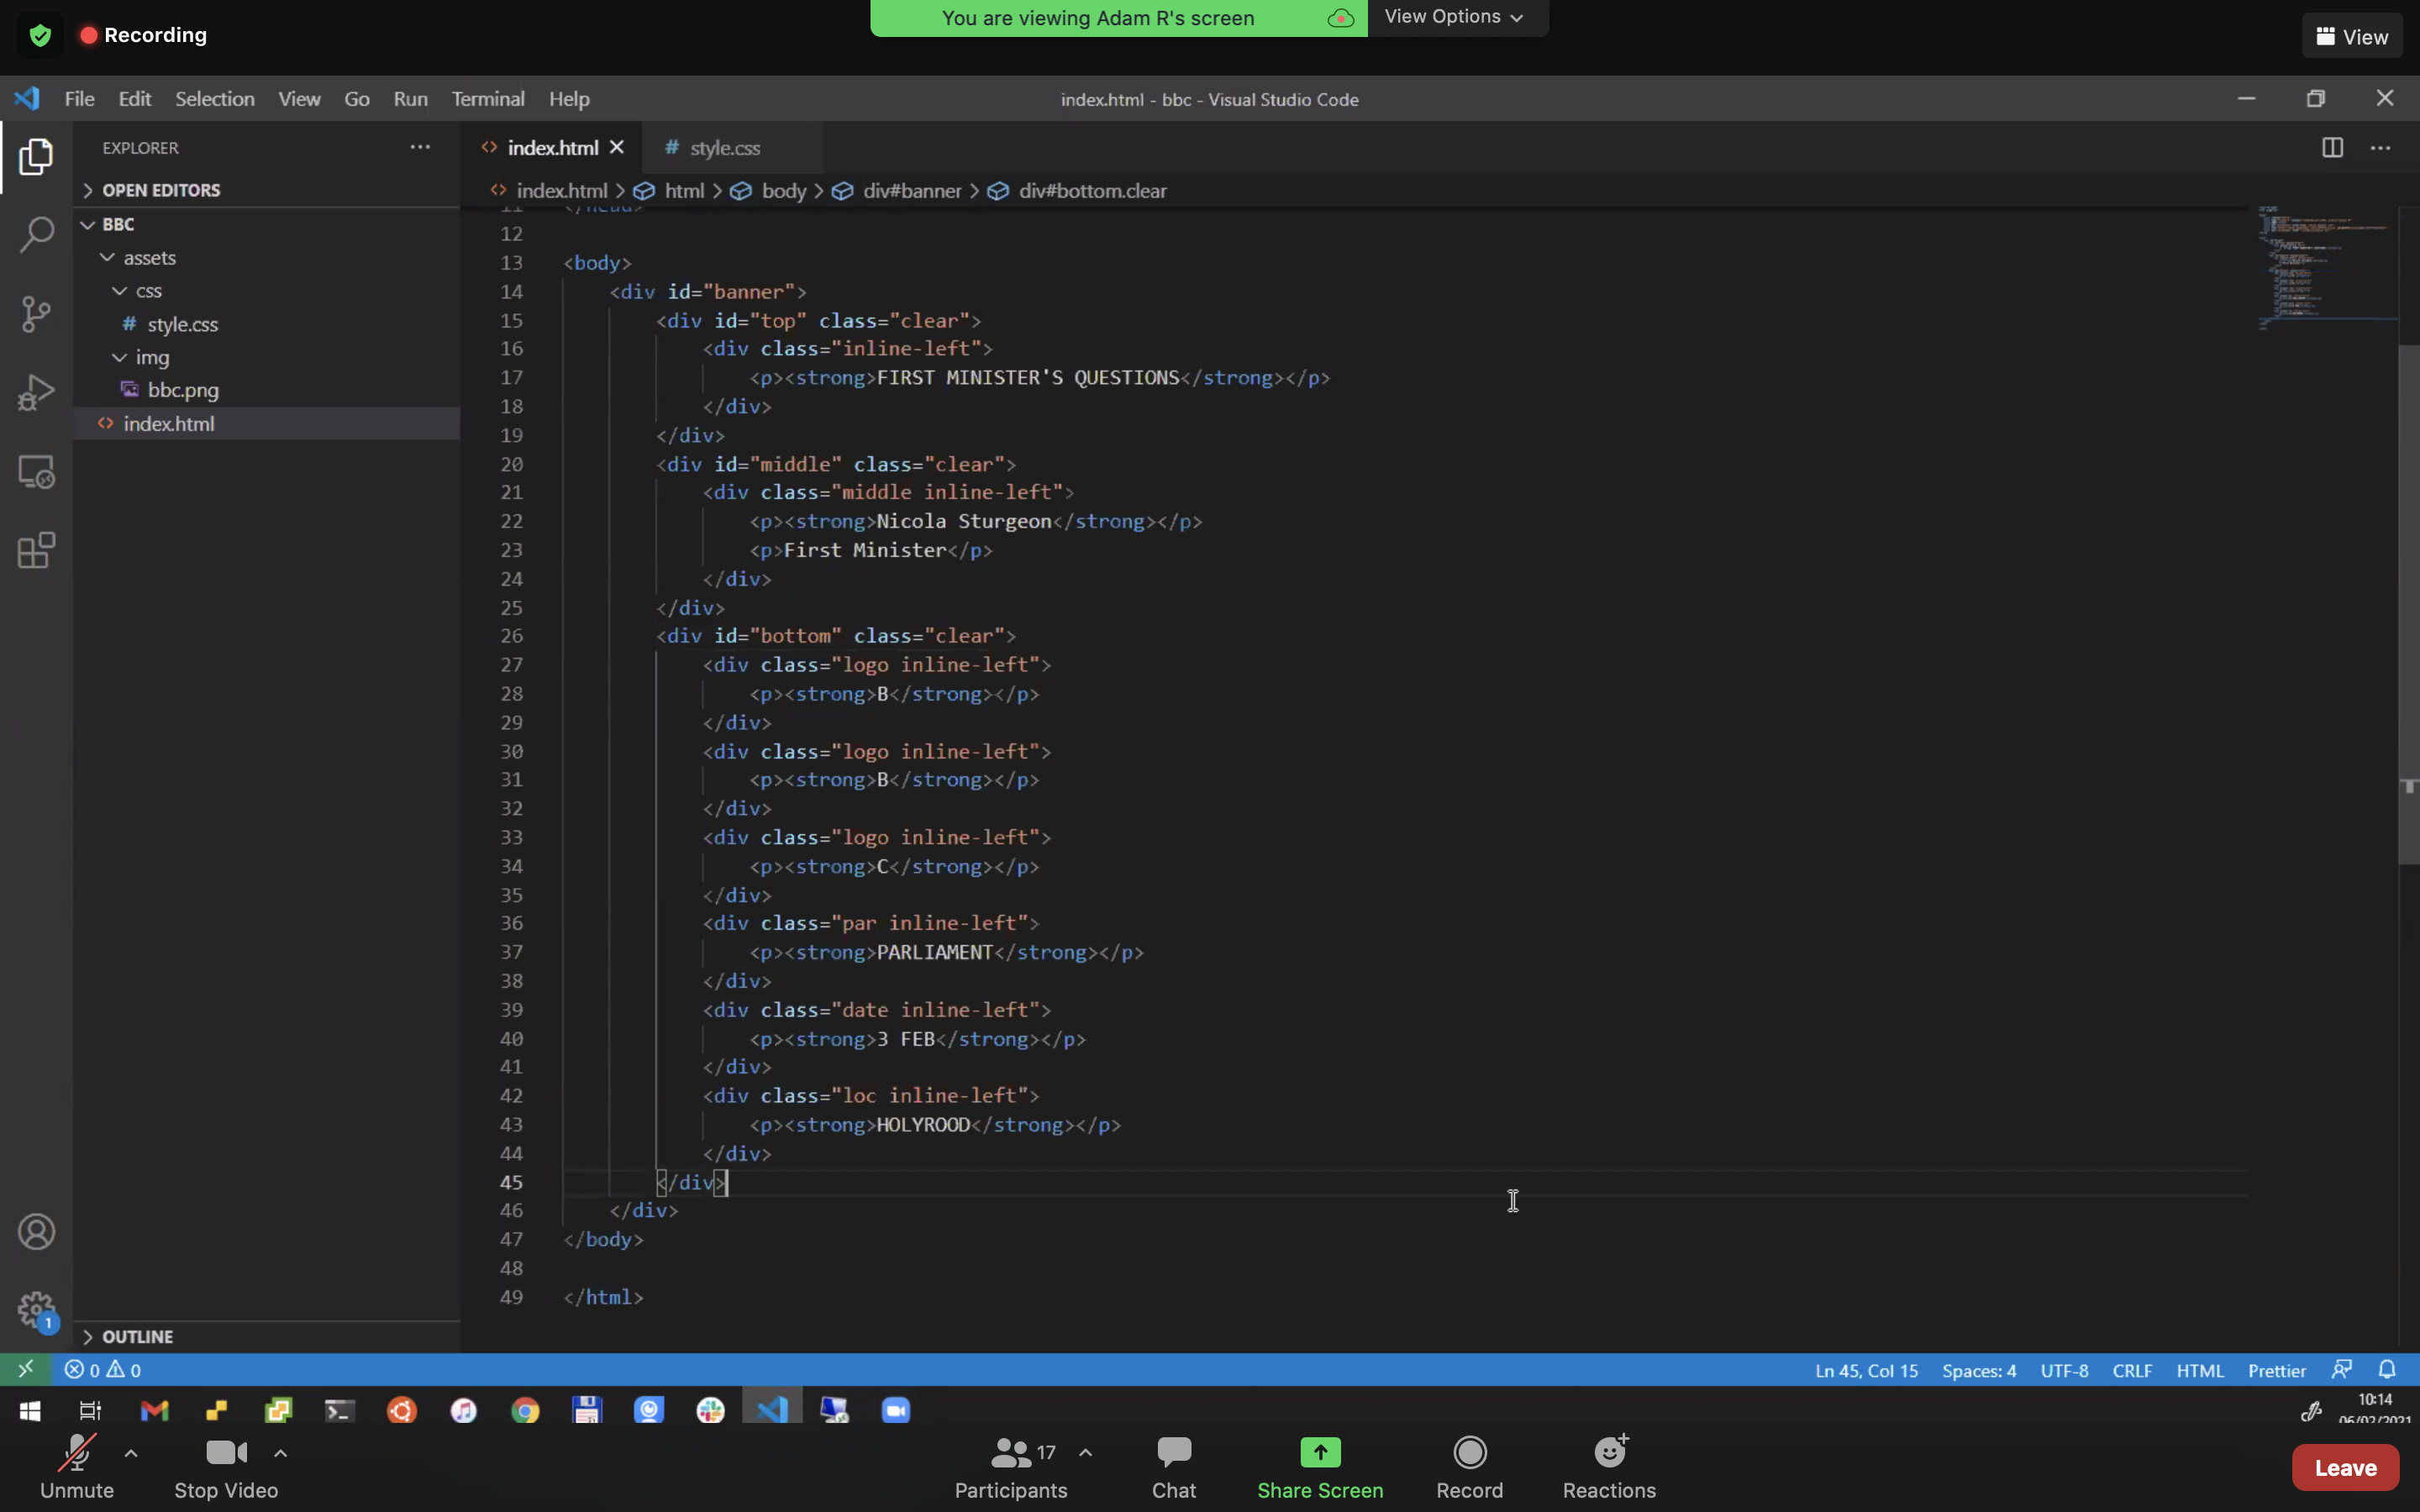 Recording
You are viewing Adam R's screen
View Options
View
File Edit Selection View Go Run Terminal Help
index.html - bbc - Visual Studio Code
EXPLORER
OPEN EDITORS
BBC
assets
css
# style.css
img
bbc.png
<> index.html
<> index.html
# style.css
<> index.html > html > body > div#banner > div#bottom.clear
11 </head>
12
13 <body>
14 <div id="banner">
15 <div id="top" class="clear">
16 <div class="inline-left">
17 <p><strong>FIRST MINISTER'S QUESTIONS</strong></p>
18 </div>
19 </div>
20 <div id="middle" class="clear">
21 <div class="middle inline-left">
22 <p><strong>Nicola Sturgeon</strong></p>
23 <p>First Minister</p>
24 </div>
25 </div>
26 <div id="bottom" class="clear">
27 <div class="logo inline-left">
28 <p><strong>B</strong></p>
29 </div>
30 <div class="logo inline-left">
31 <p><strong>B</strong></p>
32 </div>
33 <div class="logo inline-left">
34 <p><strong>C</strong></p>
35 </div>
36 <div class="par inline-left">
37 <p><strong>PARLIAMENT</strong></p>
38 </div>
39 <div class="date inline-left">
40 <p><strong>3 FEB</strong></p>
41 </div>
42 <div class="loc inline-left">
43 <p><strong>HOLYROOD</strong></p>
44 </div>
45 </div>
46 </div>
47 </body>
48
49 </html>
1
OUTLINE
0 0
Ln 45, Col 15 Spaces: 4 UTF-8 CRLF HTML Prettier
10:14
06/02/2021
Unmute
Stop Video
17
Participants
Chat
Share Screen
Record
Reactions
Leave